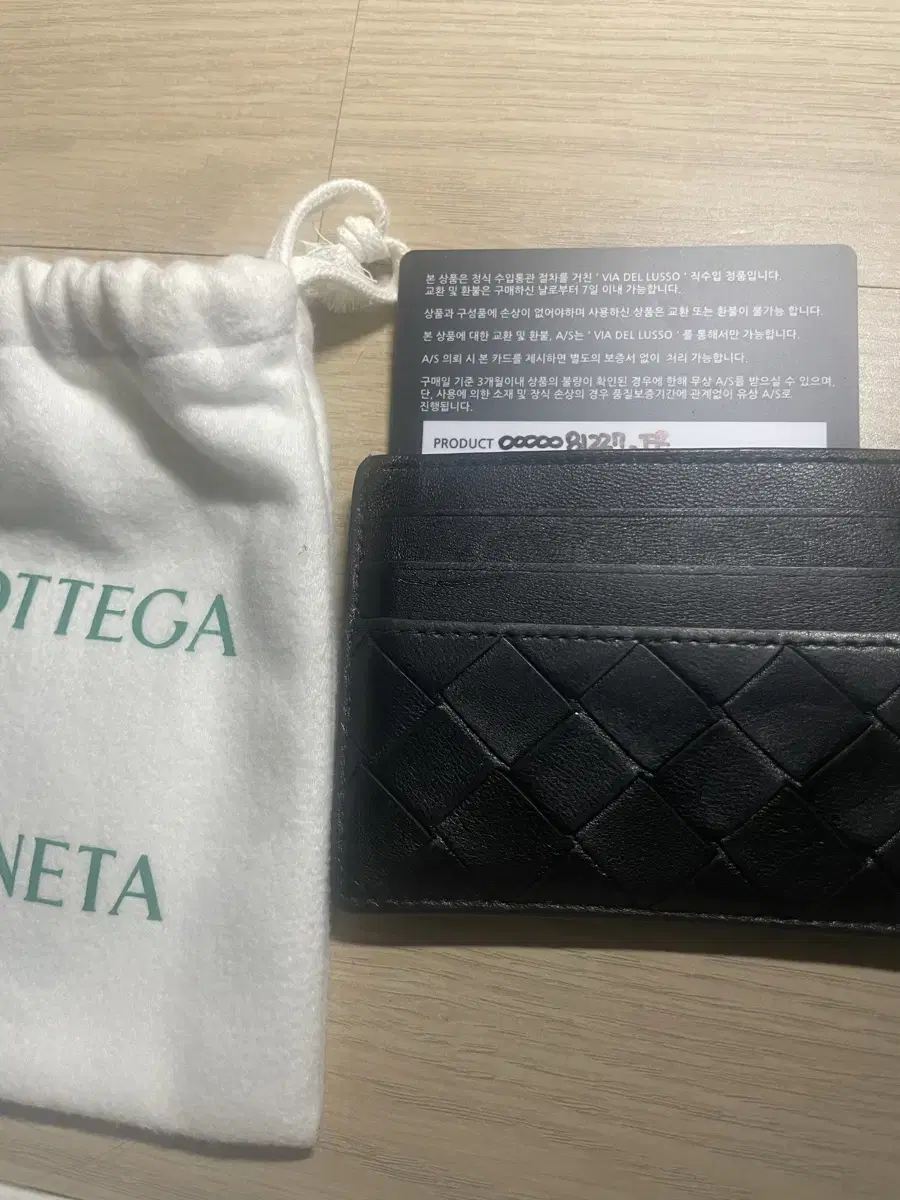 본 상품은 정식 수입통관 절차를 거친 ' VIA DEL LUSSO ' 직수입 정품입니다.
교환 및 환불은 구매하신 날로부터 7일 이내 가능합니다.
상품과 구성품에 손상이 없어야하며 사용하신 상품은 교환 또는 환불이 불가능 합니다.
본 상품에 대한 교환 및 환불, A/S는 ' VIA DEL LUSSO ' 를 통해서만 가능합니다.
A/S 의뢰 시 본 카드를 제시하면 별도의 보증서 없이 처리 가능합니다.
구매일 기준 3개월이내 상품의 불량이 확인된 경우에 한해 무상 A/S를 받으실 수 있으며,
단, 사용에 의한 소재 및 장식 손상의 경우 품질보증기간에 관계없이 유상 A/S로
진행됩니다.
PRODUCT
OTTEGA
NETA